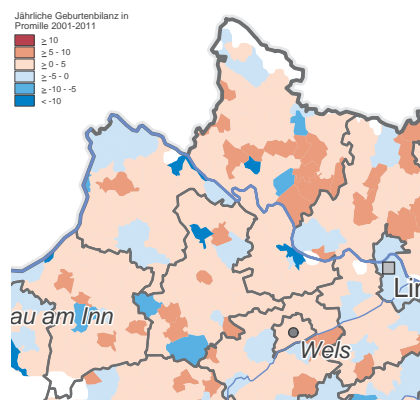 Jährliche Geburtenbilanz in
Promille 2001-2011
≥ 10
≥ 5 - 10
≥ 0 - 5
≥ -5 - 0
≥ -10 - -5
< -10
Lin
au am Inn
Wels